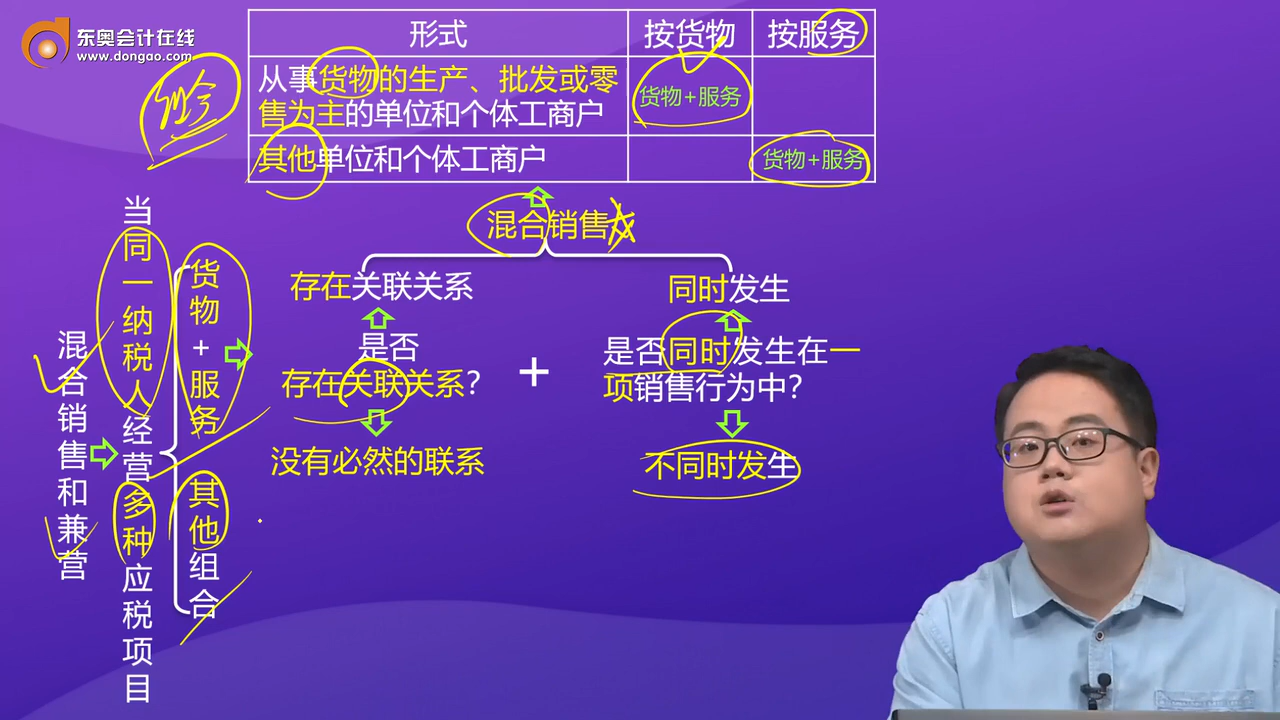 东奥会计在线
www.dongao.com
形式
按货物
按服务
从事货物的生产、批发或零
售为主的单位和个体工商户
货物+服务
其他单位和个体工商户
货物+服务
混合销售
存在关联关系
同时发生
是否
存在关联关系?
+
是否同时发生在一
项销售行为中?
没有必然的联系
不同时发生
混合销售和兼营
当同一纳税人经营多种应税项目
货物+服务
其他组合